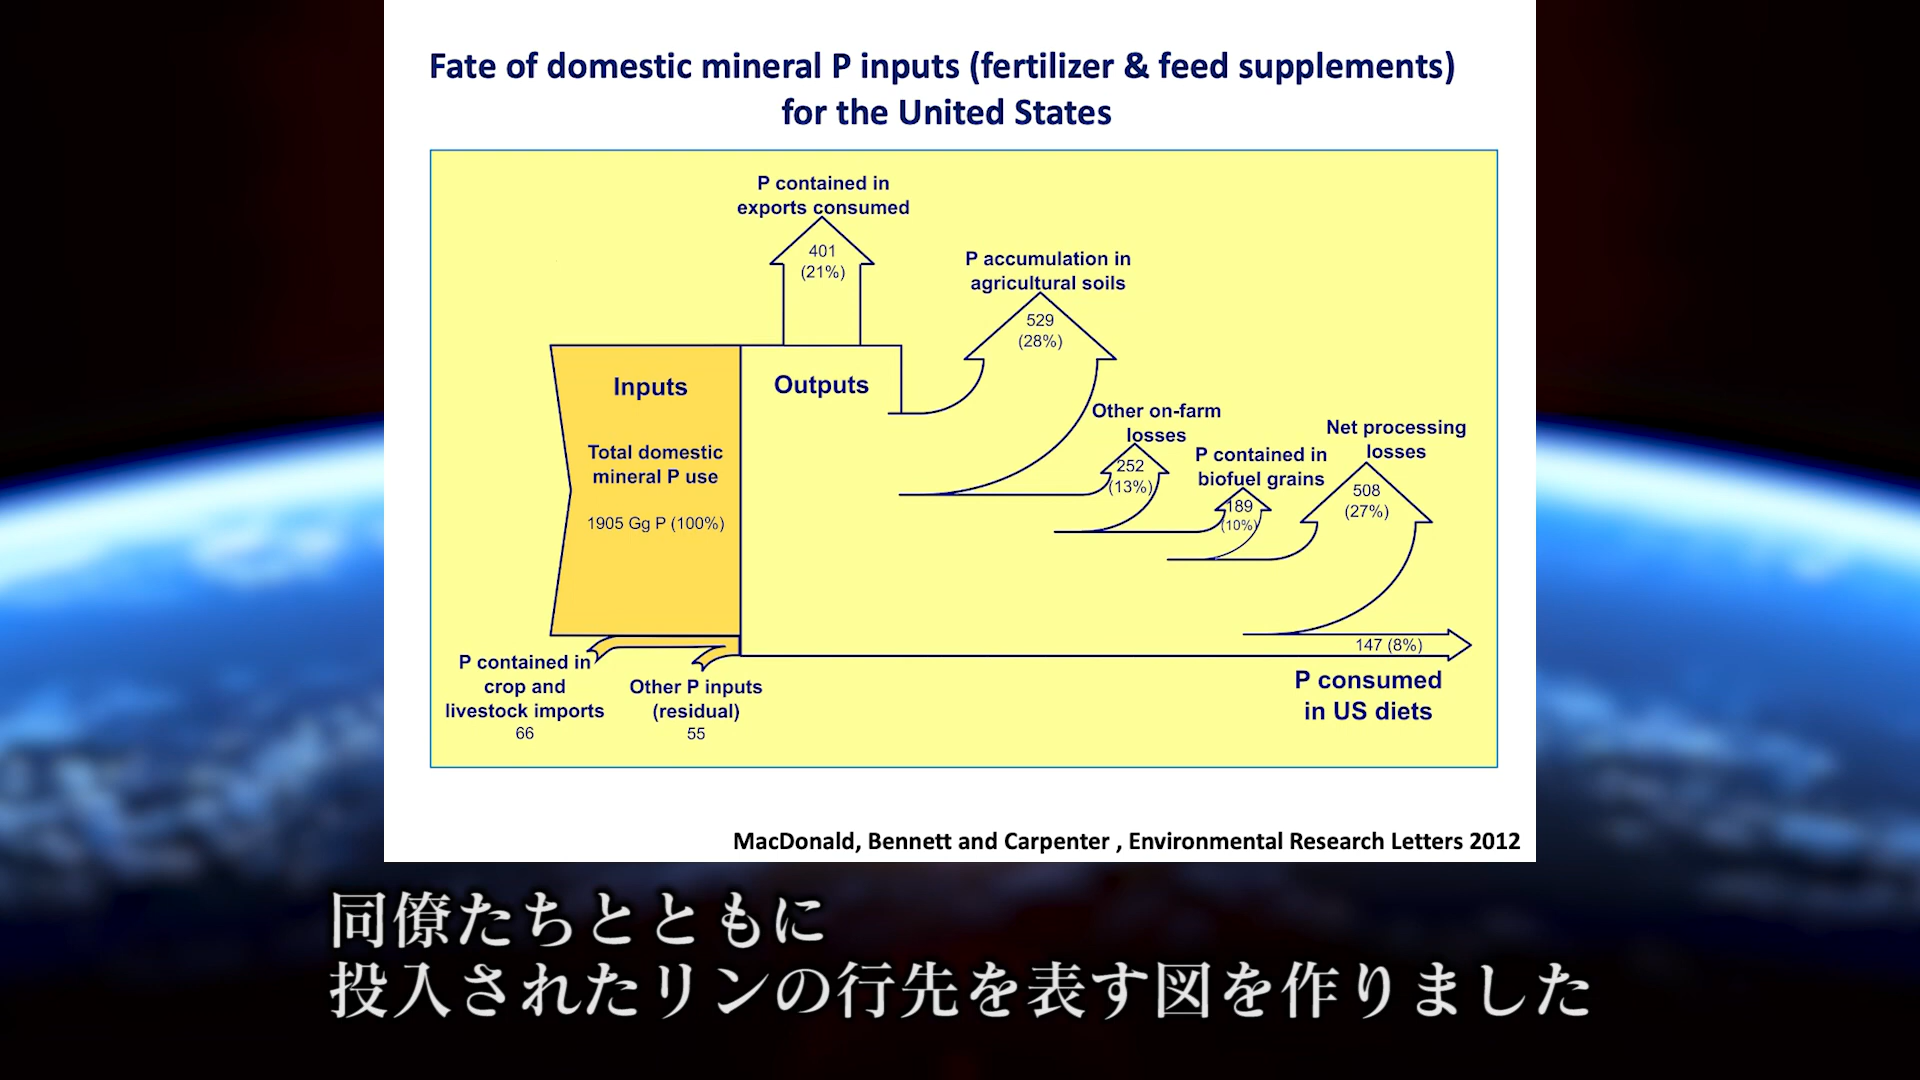 Fate of domestic mineral P inputs (fertilizer & feed supplements)
for the United States
P contained in
exports consumed
401
(21%)
P accumulation in
agricultural soils
529
(28%)
Inputs
Outputs
Total domestic
mineral P use
1905 Gg P (100%)
Other on-farm
losses
252
(13%)
P contained in
biofuel grains
189
(10%)
Net processing
losses
508
(27%)
147 (8%)
P consumed
in US diets
P contained in
crop and
livestock imports
66
Other P inputs
(residual)
55
MacDonald, Bennett and Carpenter , Environmental Research Letters 2012
同僚たちとともに
投入されたリンの行先を表す図を作りました